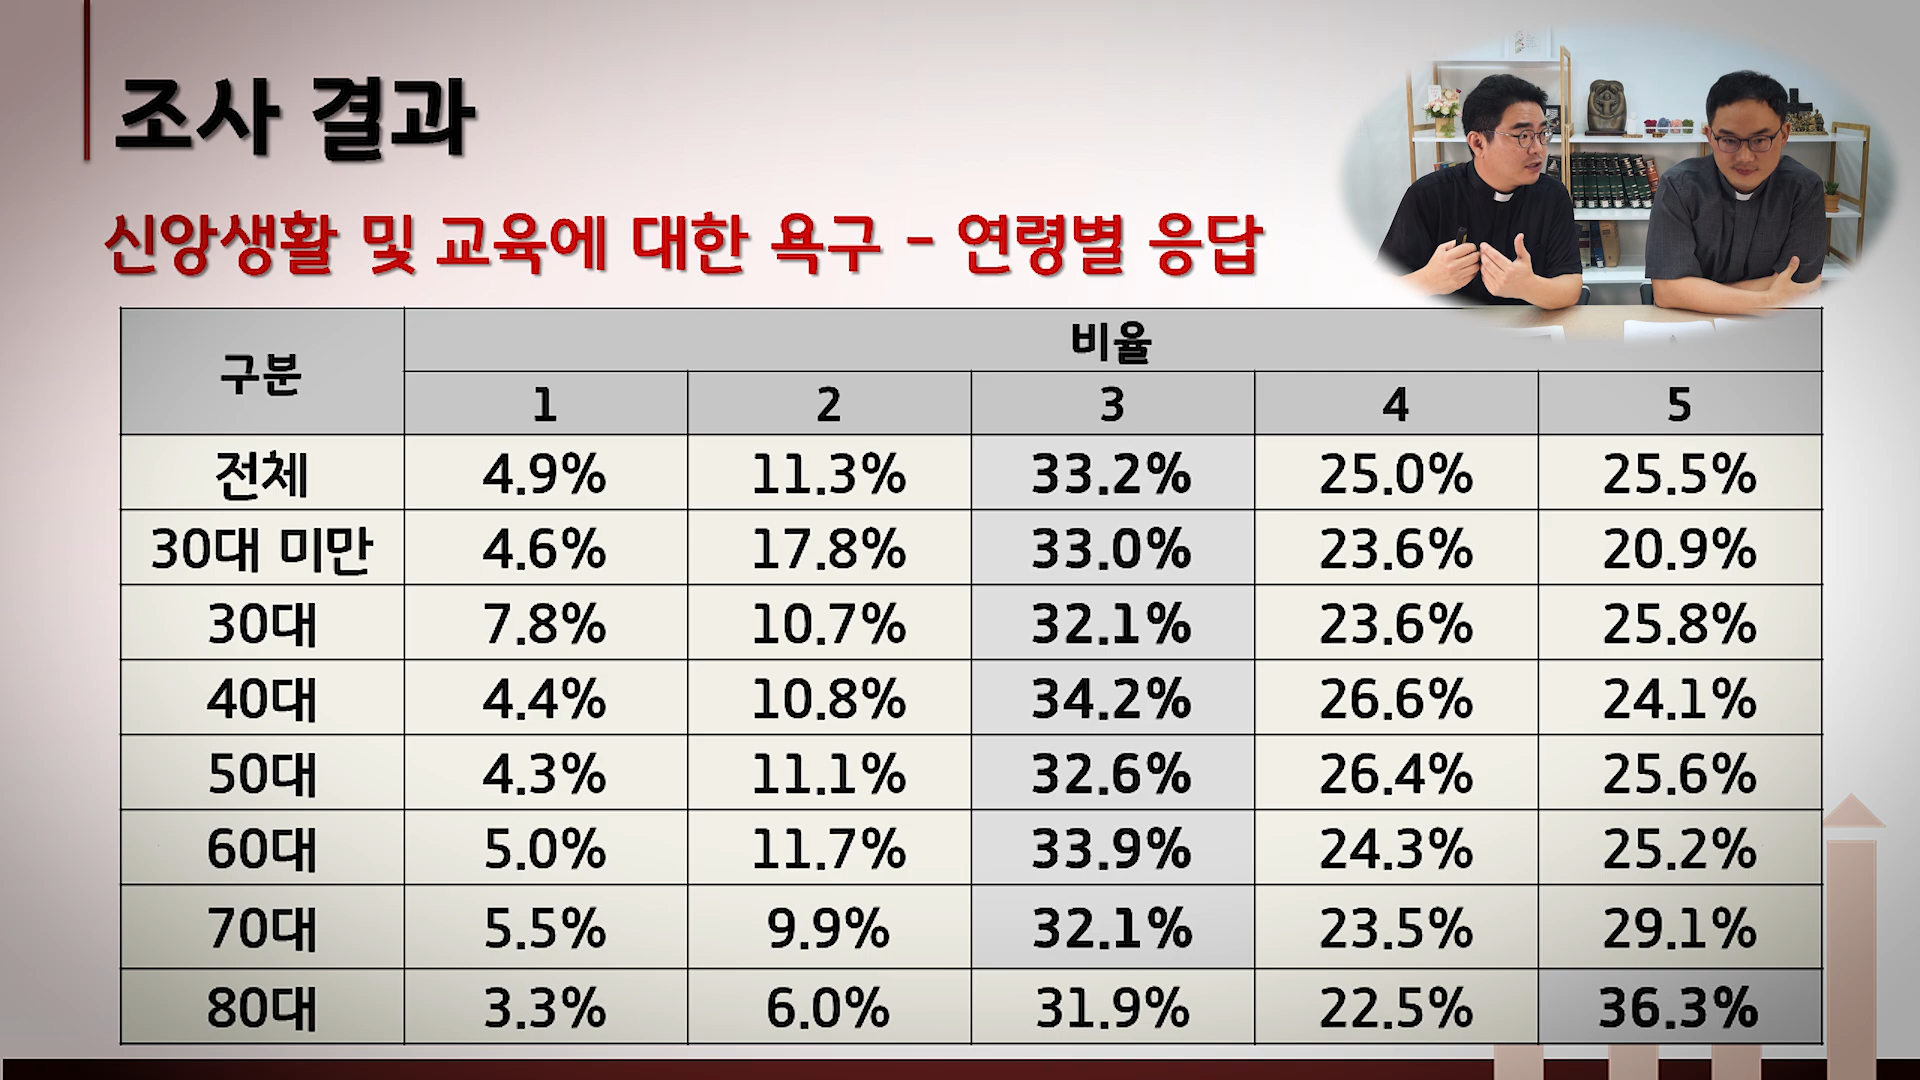 조사 결과
신앙생활 및 교육에 대한 욕구 - 연령별 응답
구분 비율
1 2 3 4 5
전체 4.9% 11.3% 33.2% 25.0% 25.5%
30대 미만 4.6% 17.8% 33.0% 23.6% 20.9%
30대 7.8% 10.7% 32.1% 23.6% 25.8%
40대 4.4% 10.8% 34.2% 26.6% 24.1%
50대 4.3% 11.1% 32.6% 26.4% 25.6%
60대 5.0% 11.7% 33.9% 24.3% 25.2%
70대 5.5% 9.9% 32.1% 23.5% 29.1%
80대 3.3% 6.0% 31.9% 22.5% 36.3%